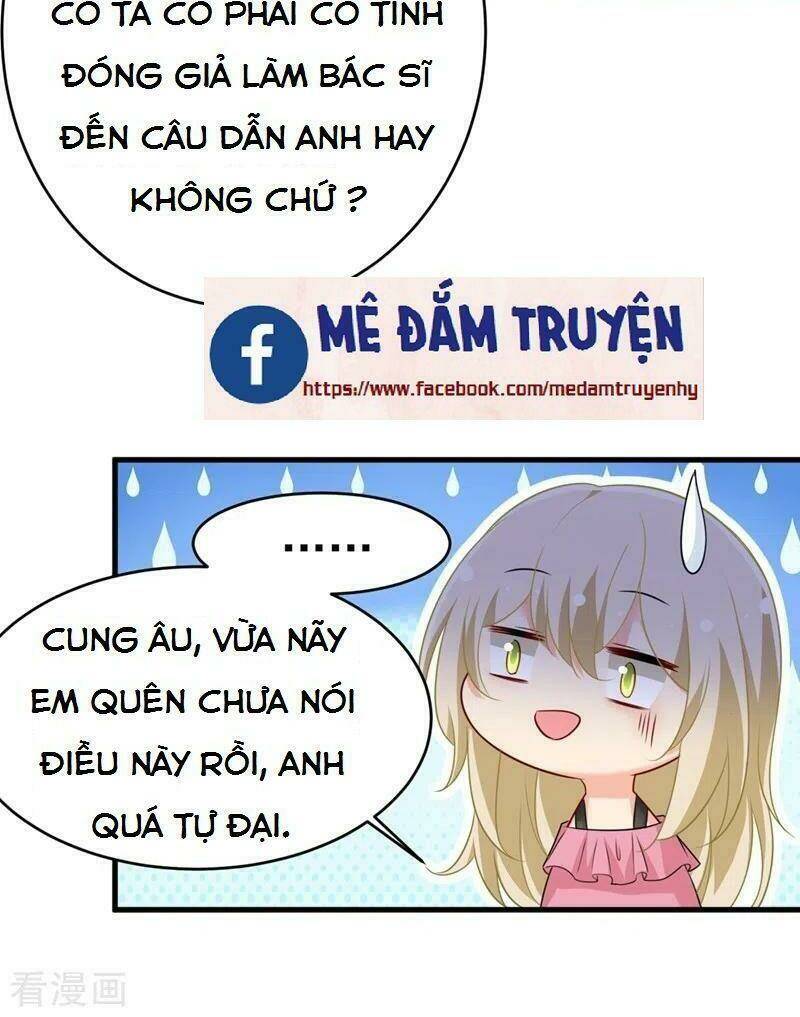 CÔ TA CÓ PHẢI CỐ TÌNH
ĐÓNG GIẢ LÀM BÁC SĨ
ĐẾN CÂU DẪN ANH HAY
KHÔNG CHỨ ?
f
MÊ ĐẮM TRUYỆN
https://www.facebook.com/medamtruyenhy
......
CUNG ÂU, VỪA NÃY
EM QUÊN CHƯA NÓI
ĐIỀU NÀY RỒI, ANH
QUÁ TỰ ĐẠI.
看漫画